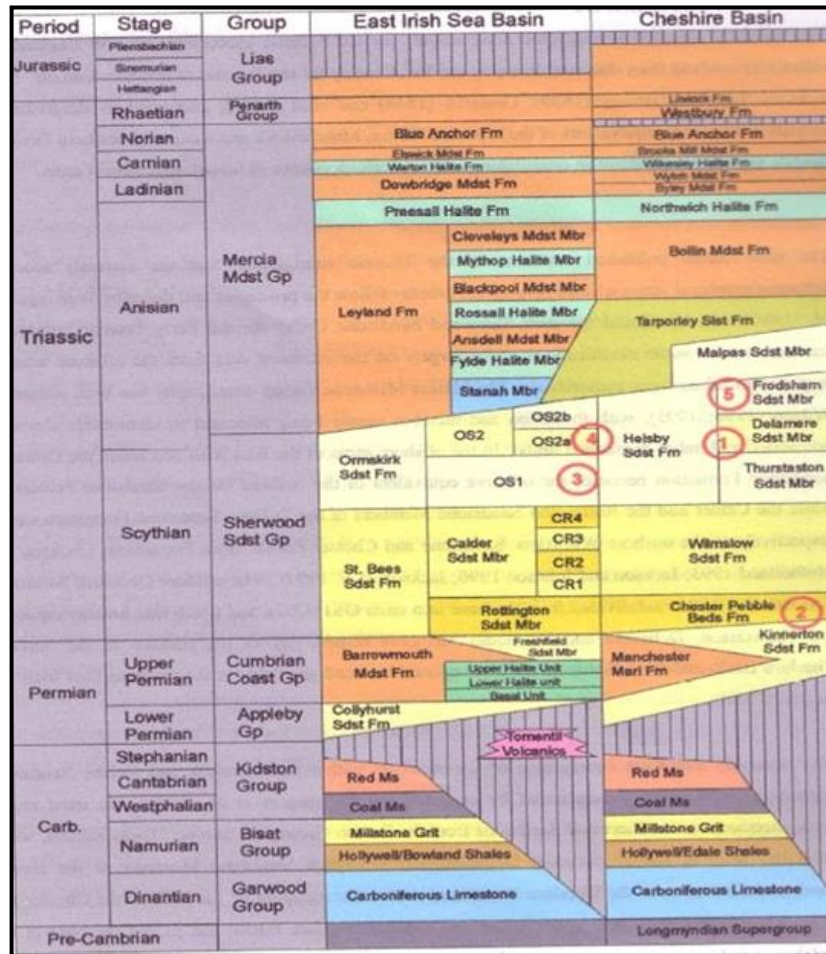 Period Stage Group East Irish Sea Basin Cheshire Basin
Jurassic
Pliensbachian
Sinemurian
Hettangian
Lias
Group
Rhaetian
Penarth
Group
Westbury Fm
Norian
Blue Anchor Fm
Blue Anchor Fm
Carnian
Elswick Mdst Fm
Warton Halite Fm
Brooks Mill Mdst Fm
Wilkesley Halite Fm
Ladinian
Dowbridge Mdst Fm
Wych Mdst Fm
Byley Mdst Fm
Preesall Halite Fm
Northwich Halite Fm
Triassic
Anisian
Mercia
Mdst Gp
Leyland Fm
Cleveleys Mdst Mbr
Mythop Halite Mbr
Blackpool Mdst Mbr
Rossall Halite Mbr
Ansdell Mdst Mbr
Fylde Halite Mbr
Stanah Mbr
Bollin Mdst Fm
Tarporley Slst Fm
Malpas Sdst Mbr
Scythian
Sherwood
Sdst Gp
Ormskirk
Sdst Fm
OS2
OS2b
OS2a
4
OS1
3
Helsby
Sdst Fm
5
Frodsham
Sdst Mbr
1
Delamere
Sdst Mbr
Thurstaston
Sdst Mbr
St. Bees
Sdst Fm
Calder
Sdst Mbr
CR4
CR3
CR2
CR1
Rottington
Sdst Mbr
Wilmslow
Sdst Fm
Chester Pebble
Beds Fm
2
Kinnerton
Sdst Fm
Permian
Upper
Permian
Cumbrian
Coast Gp
Barrowmouth
Mdst Fm
Freshfield
Sdst Mbr
Upper Halite Unit
Lower Halite unit
Basal Unit
Manchester
Marl Fm
Lower
Permian
Appleby
Gp
Collyhurst
Sdst Fm
Tomentil
Volcanics
Carb.
Stephanian
Cantabrian
Westphalian
Kidston
Group
Red Ms
Coal Ms
Red Ms
Coal Ms
Namurian
Bisat
Group
Millstone Grit
Hollywell/Bowland Shales
Millstone Grit
Hollywell/Edale Shales
Dinantian
Garwood
Group
Carboniferous Limestone
Carboniferous Limestone
Pre-Cambrian
Longmyndian Supergroup